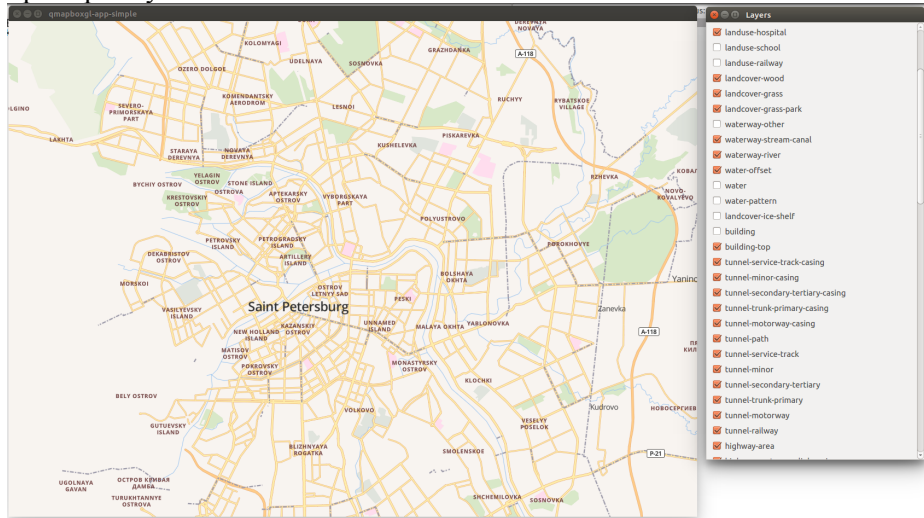 qmapboxgl-app-simple
DEREVNYA
NOVAYA
KOLOMYAGI
GRAZHDANKA
A-118
UDELNAYA
SOSNOVKA
OZERO DOLGOE
KOMENDANTSKY
AERODROM
RUCHYY
RYBATSKOE
VILLAGE
SEVERO-
PRIMORSKAYA
PART
LESNOI
OLGINO
LAKHTA
PISKAREVKA
KUSHELEVKA
STARAYA
DEREVNYA
NOVAYA
DEREVNYA
YELAGIN
OSTROV
RZHEVKA
BYCHIY OSTROV
STONE ISLAND
OSTROVA
NOVO-
KOVALYOVO
KRESTOVSKIY
OSTROV
APTEKARSKY
OSTROV
VYBORGSKAYA
PART
POLYUSTROVO
PETROVSKY
ISLAND
PETROGRADSKY
ISLAND
POROKHOVYE
DEKABRISTOV
OSTROV
ARTILLERY
ISLAND
BOLSHAYA
OKHTA
MORSKOI
OSTROV
LETNYY SAD
PESKI
Saint Petersburg
Zanevka
VASILYEVSKY
ISLAND
KAZANSKIY
OSTROV
UNNAMED
ISLAND
MALAYA OKHTA
YABLONOVKA
NEW HOLLAND
ISLAND
A-118
MATISOV
OSTROV
POKROVSKY
OSTROV
MONASTYRSKY
OSTROV
KLOCHKI
BELY OSTROV
VOLKOVO
Kudrovo
GUTUEVSKY
ISLAND
VESELYY
POSELOK
BLIZHNYAYA
ROGATKA
SMOLENSKOE
P-21
UGOLNAYA
GAVAN
ОСТРОВ КРИВАЯ
ДАМБА
TURUKHTANNYE
OSTROVA
SHCHEMILOVKA
SOSNOVKA
Layers
landuse-hospital
landuse-school
landuse-railway
landcover-wood
landcover-grass
landcover-grass-park
waterway-other
waterway-stream-canal
waterway-river
water-offset
water
water-pattern
landcover-ice-shelf
building
building-top
tunnel-service-track-casing
tunnel-minor-casing
tunnel-secondary-tertiary-casing
tunnel-trunk-primary-casing
tunnel-motorway-casing
tunnel-path
tunnel-service-track
tunnel-minor
tunnel-secondary-tertiary
tunnel-trunk-primary
tunnel-motorway
tunnel-railway
highway-area